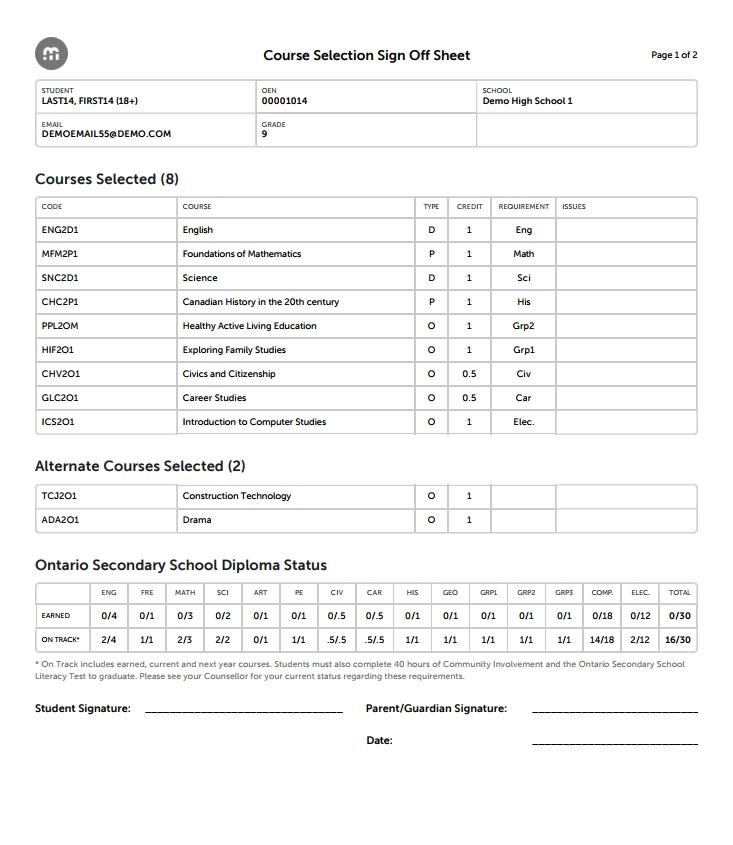 m
Course Selection Sign Off Sheet
Page 1 of 2
STUDENT OEN SCHOOL
LAST14, FIRST14 (18+) 00001014 Demo High School 1
EMAIL GRADE
DEMOEMAIL55@DEMO.COM 9
Courses Selected (8)
CODE COURSE TYPE CREDIT REQUIREMENT ISSUES
ENG2D1 English D 1 Eng
MFM2P1 Foundations of Mathematics P 1 Math
SNC2D1 Science D 1 Sci
CHC2P1 Canadian History in the 20th century P 1 His
PPL2OM Healthy Active Living Education O 1 Grp2
HIF2O1 Exploring Family Studies O 1 Grp1
CHV2O1 Civics and Citizenship O 0.5 Civ
GLC2O1 Career Studies O 0.5 Car
ICS2O1 Introduction to Computer Studies O 1 Elec.
Alternate Courses Selected (2)
TCJ2O1 Construction Technology O 1
ADA2O1 Drama O 1
Ontario Secondary School Diploma Status
ENG FRE MATH SCI ART PE CIV CAR HIS GEO GRP1 GRP2 GRP3 COMP. ELEC. TOTAL
EARNED 0/4 0/1 0/3 0/2 0/1 0/1 0/.5 0/.5 0/1 0/1 0/1 0/1 0/1 0/18 0/12 0/30
ON TRACK* 2/4 1/1 2/3 2/2 0/1 1/1 .5/.5 .5/.5 1/1 1/1 1/1 1/1 1/1 14/18 2/12 16/30
* On Track includes earned, current and next year courses. Students must also complete 40 hours of Community Involvement and the Ontario Secondary School
Literacy Test to graduate. Please see your Counsellor for your current status regarding these requirements.
Student Signature: Parent/Guardian Signature:
Date: